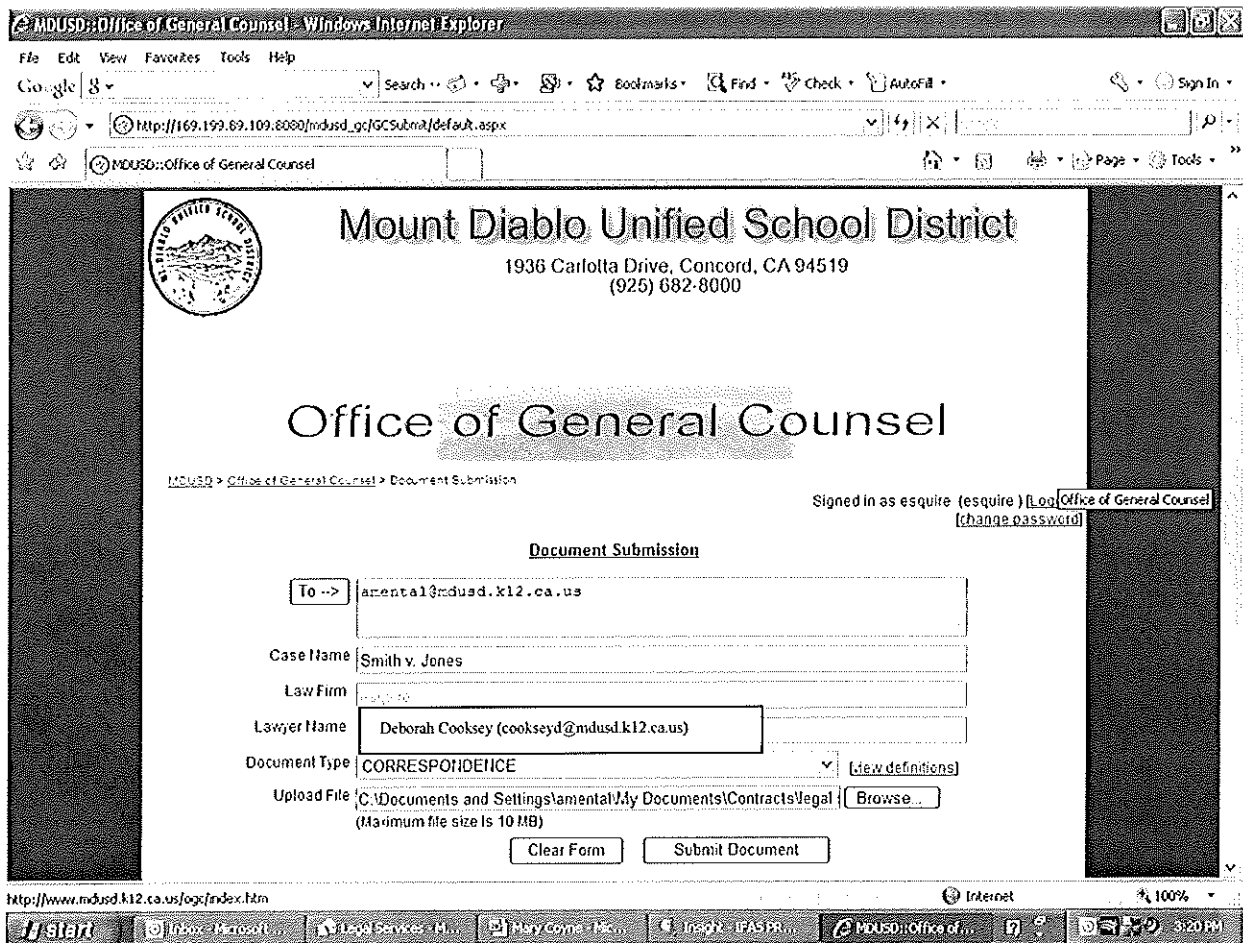 MDUSD::Office of General Counsel - Windows Internet Explorer
File Edit View Favorites Tools Help
Google Search Bookmarks Find Check AutoFill Sign In
http://169.199.89.109:8080/mdusd_gc/GCSubmit/default.aspx
MDUSD::Office of General Counsel Page Tools
MT. DIABLO UNIFIED SCHOOL DISTRICT
Mount Diablo Unified School District
1936 Carlotta Drive, Concord, CA 94519
(925) 682-8000
Office of General Counsel
MDUSD > Office of General Counsel > Document Submission
Signed in as esquire (esquire ) [Log Office of General Counsel
[change password]
Document Submission
To --> amental@mdusd.k12.ca.us
Case Name Smith v. Jones
Law Firm
Lawyer Name Deborah Cooksey (cookseyd@mdusd.k12.ca.us)
Document Type CORRESPONDENCE [view definitions]
Upload File C:\Documents and Settings\amental\My Documents\Contracts\legal Browse...
(Maximum file size is 10 MB)
Clear Form Submit Document
http://www.mdusd.k12.ca.us/ogc/index.htm Internet 100%
start Inbox - Microsoft ... Legal Services - M... Mary Coyne - Mic... Insight - IFAS PR... MDUSD::Office of... 3:20 PM